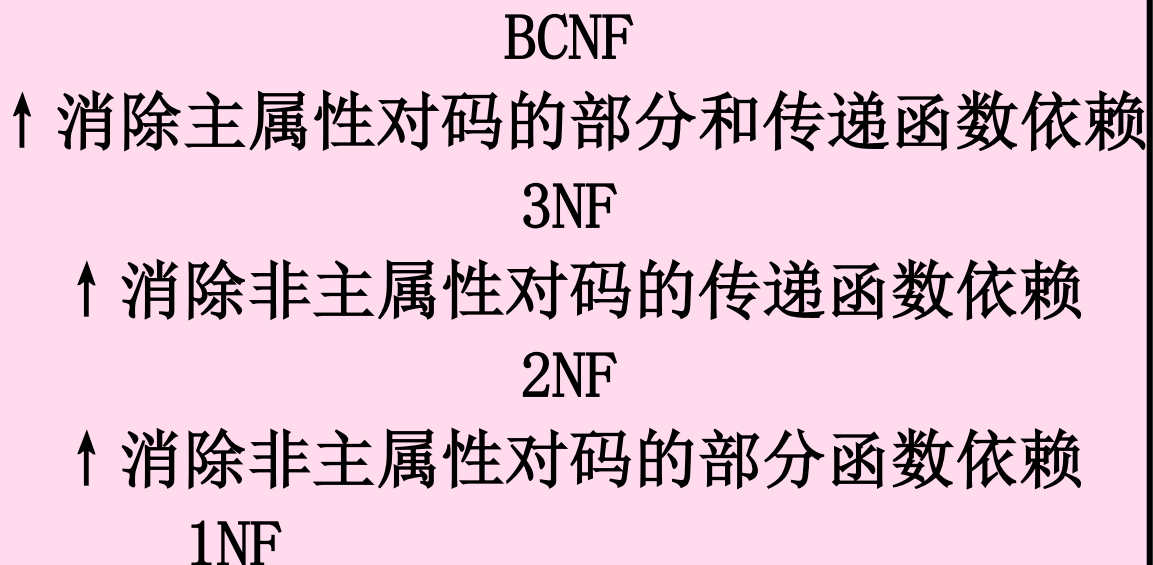 BCNF
↑ 消除主属性对码的部分和传递函数依赖
3NF
↑ 消除非主属性对码的传递函数依赖
2NF
↑ 消除非主属性对码的部分函数依赖
1NF